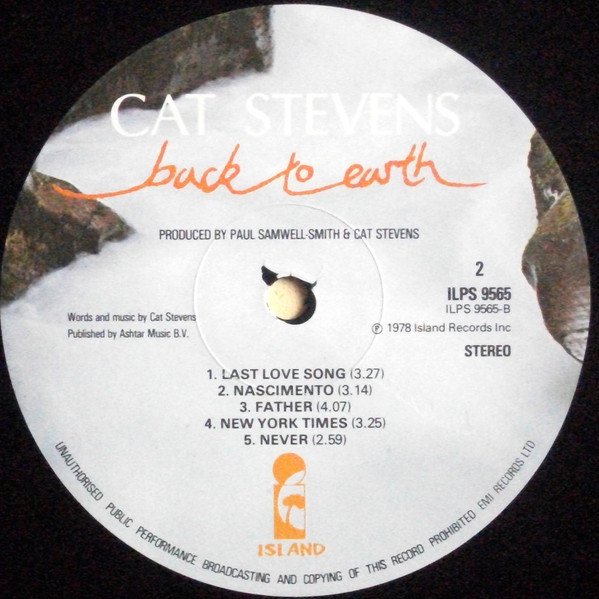 CAT STEVENS
back to earth
PRODUCED BY PAUL SAMWELL-SMITH & CAT STEVENS
2
ILPS 9565
ILPS 9565-B
Words and music by Cat Stevens
Published by Ashtar Music B.V.
℗ 1978 Island Records Inc
STEREO
1. LAST LOVE SONG (3.27)
2. NASCIMENTO (3.14)
3. FATHER (4.07)
4. NEW YORK TIMES (3.25)
5. NEVER (2.59)
ISLAND
UNAUTHORISED PUBLIC PERFORMANCE BROADCASTING AND COPYING OF THIS RECORD PROHIBITED EMI RECORDS LTD